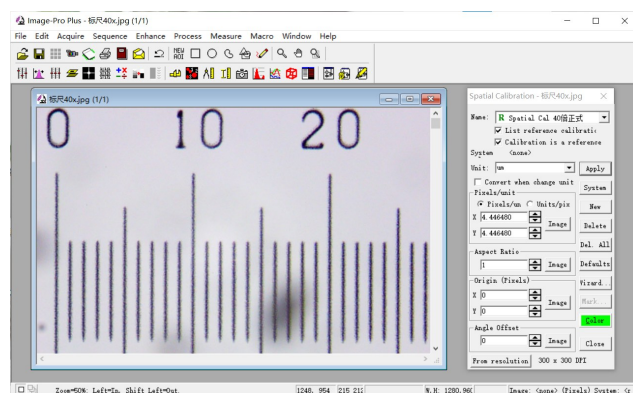 Image-Pro Plus - 标尺40x.jpg (1/1)
File Edit Acquire Sequence Enhance Process Measure Macro Window Help
NEW
AOI
标尺40x.jpg (1/1)
0 10 20
Spatial Calibration - 标尺40x.jpg
Name: R Spatial Cal 40倍正式
List reference calibratic
Calibration is a reference
System (none)
Unit: um Apply
Convert when change unit System
Pixels/unit
Pixels/un Units/pix New
X 4.446480 Image
Y 4.446480 Delete
Del. All
Aspect Ratio
1 Image Defaults
Origin (Pixels) Wizard...
X 0 Image Mark...
Y 0
Color
Angle Offset
0 Image Close
From resolution 300 x 300 DPI
Zoom=50%: Left=In, Shift Left=Out. 1248, 954 W,H: 1280,960 Image: (none) (Pixels) System: